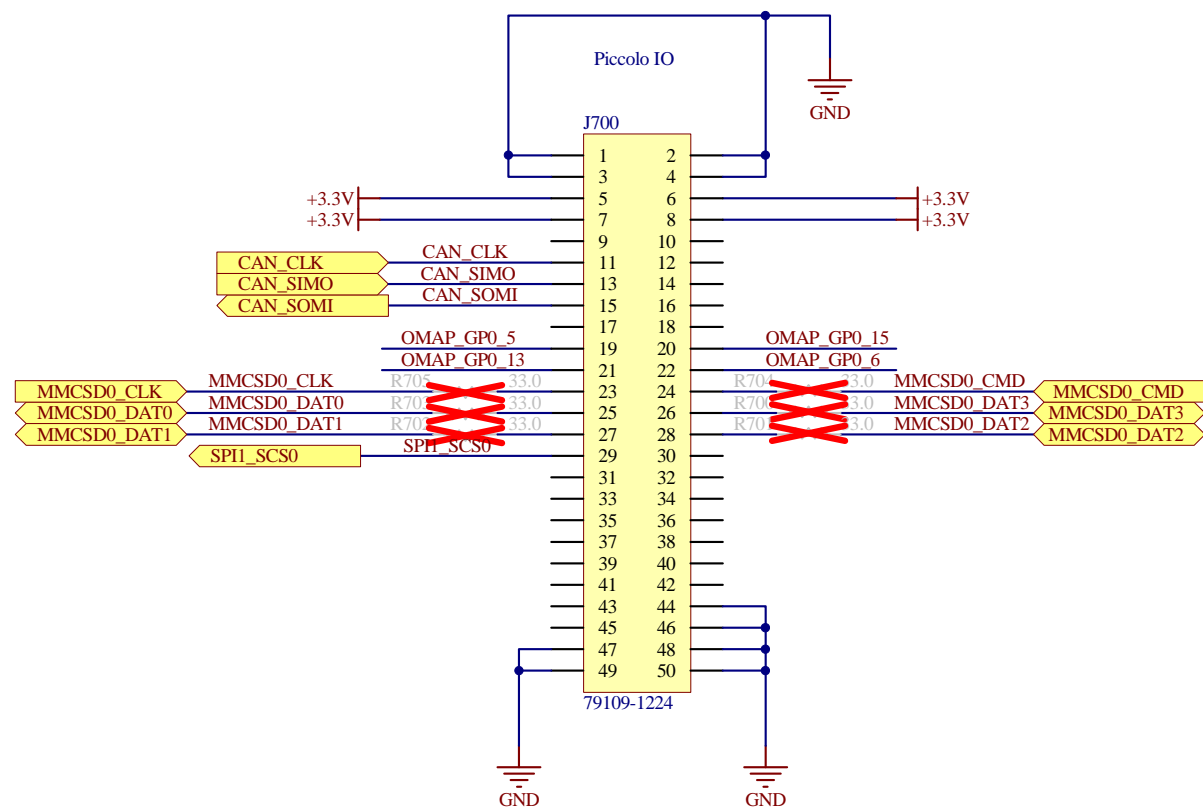 Piccolo IO
GND
J700
1 2
3 4
+3.3V 5 6 +3.3V
+3.3V 7 8 +3.3V
9 10
CAN_CLK CAN_CLK 11 12
CAN_SIMO CAN_SIMO 13 14
CAN_SOMI CAN_SOMI 15 16
17 18
OMAP_GP0_5 19 20 OMAP_GP0_15
OMAP_GP0_13 21 22 OMAP_GP0_6
MMCSD0_CLK MMCSD0_CLK R705 33.0 23 24 R704 33.0 MMCSD0_CMD MMCSD0_CMD
MMCSD0_DAT0 MMCSD0_DAT0 33.0 25 26 33.0 MMCSD0_DAT3 MMCSD0_DAT3
MMCSD0_DAT1 MMCSD0_DAT1 33.0 27 28 33.0 MMCSD0_DAT2 MMCSD0_DAT2
SPI1_SCS0 SPI1_SCS0 29 30
31 32
33 34
35 36
37 38
39 40
41 42
43 44
45 46
47 48
49 50
79109-1224
GND GND